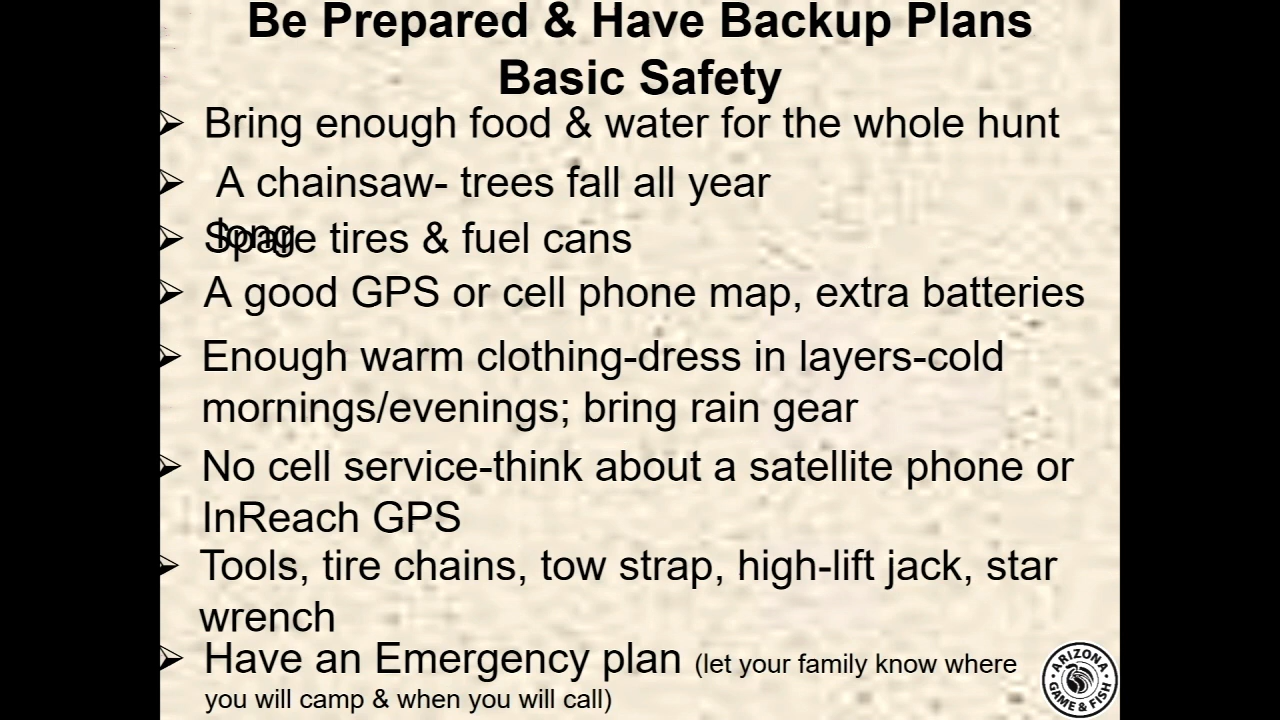 Be Prepared & Have Backup Plans
Basic Safety
➢ Bring enough food & water for the whole hunt
➢ A chainsaw- trees fall all year
long
➢ Spare tires & fuel cans
➢ A good GPS or cell phone map, extra batteries
➢ Enough warm clothing-dress in layers-cold
mornings/evenings; bring rain gear
➢ No cell service-think about a satellite phone or
InReach GPS
➢ Tools, tire chains, tow strap, high-lift jack, star
wrench
➢ Have an Emergency plan (let your family know where
you will camp & when you will call)
ARIZONA
GAME & FISH